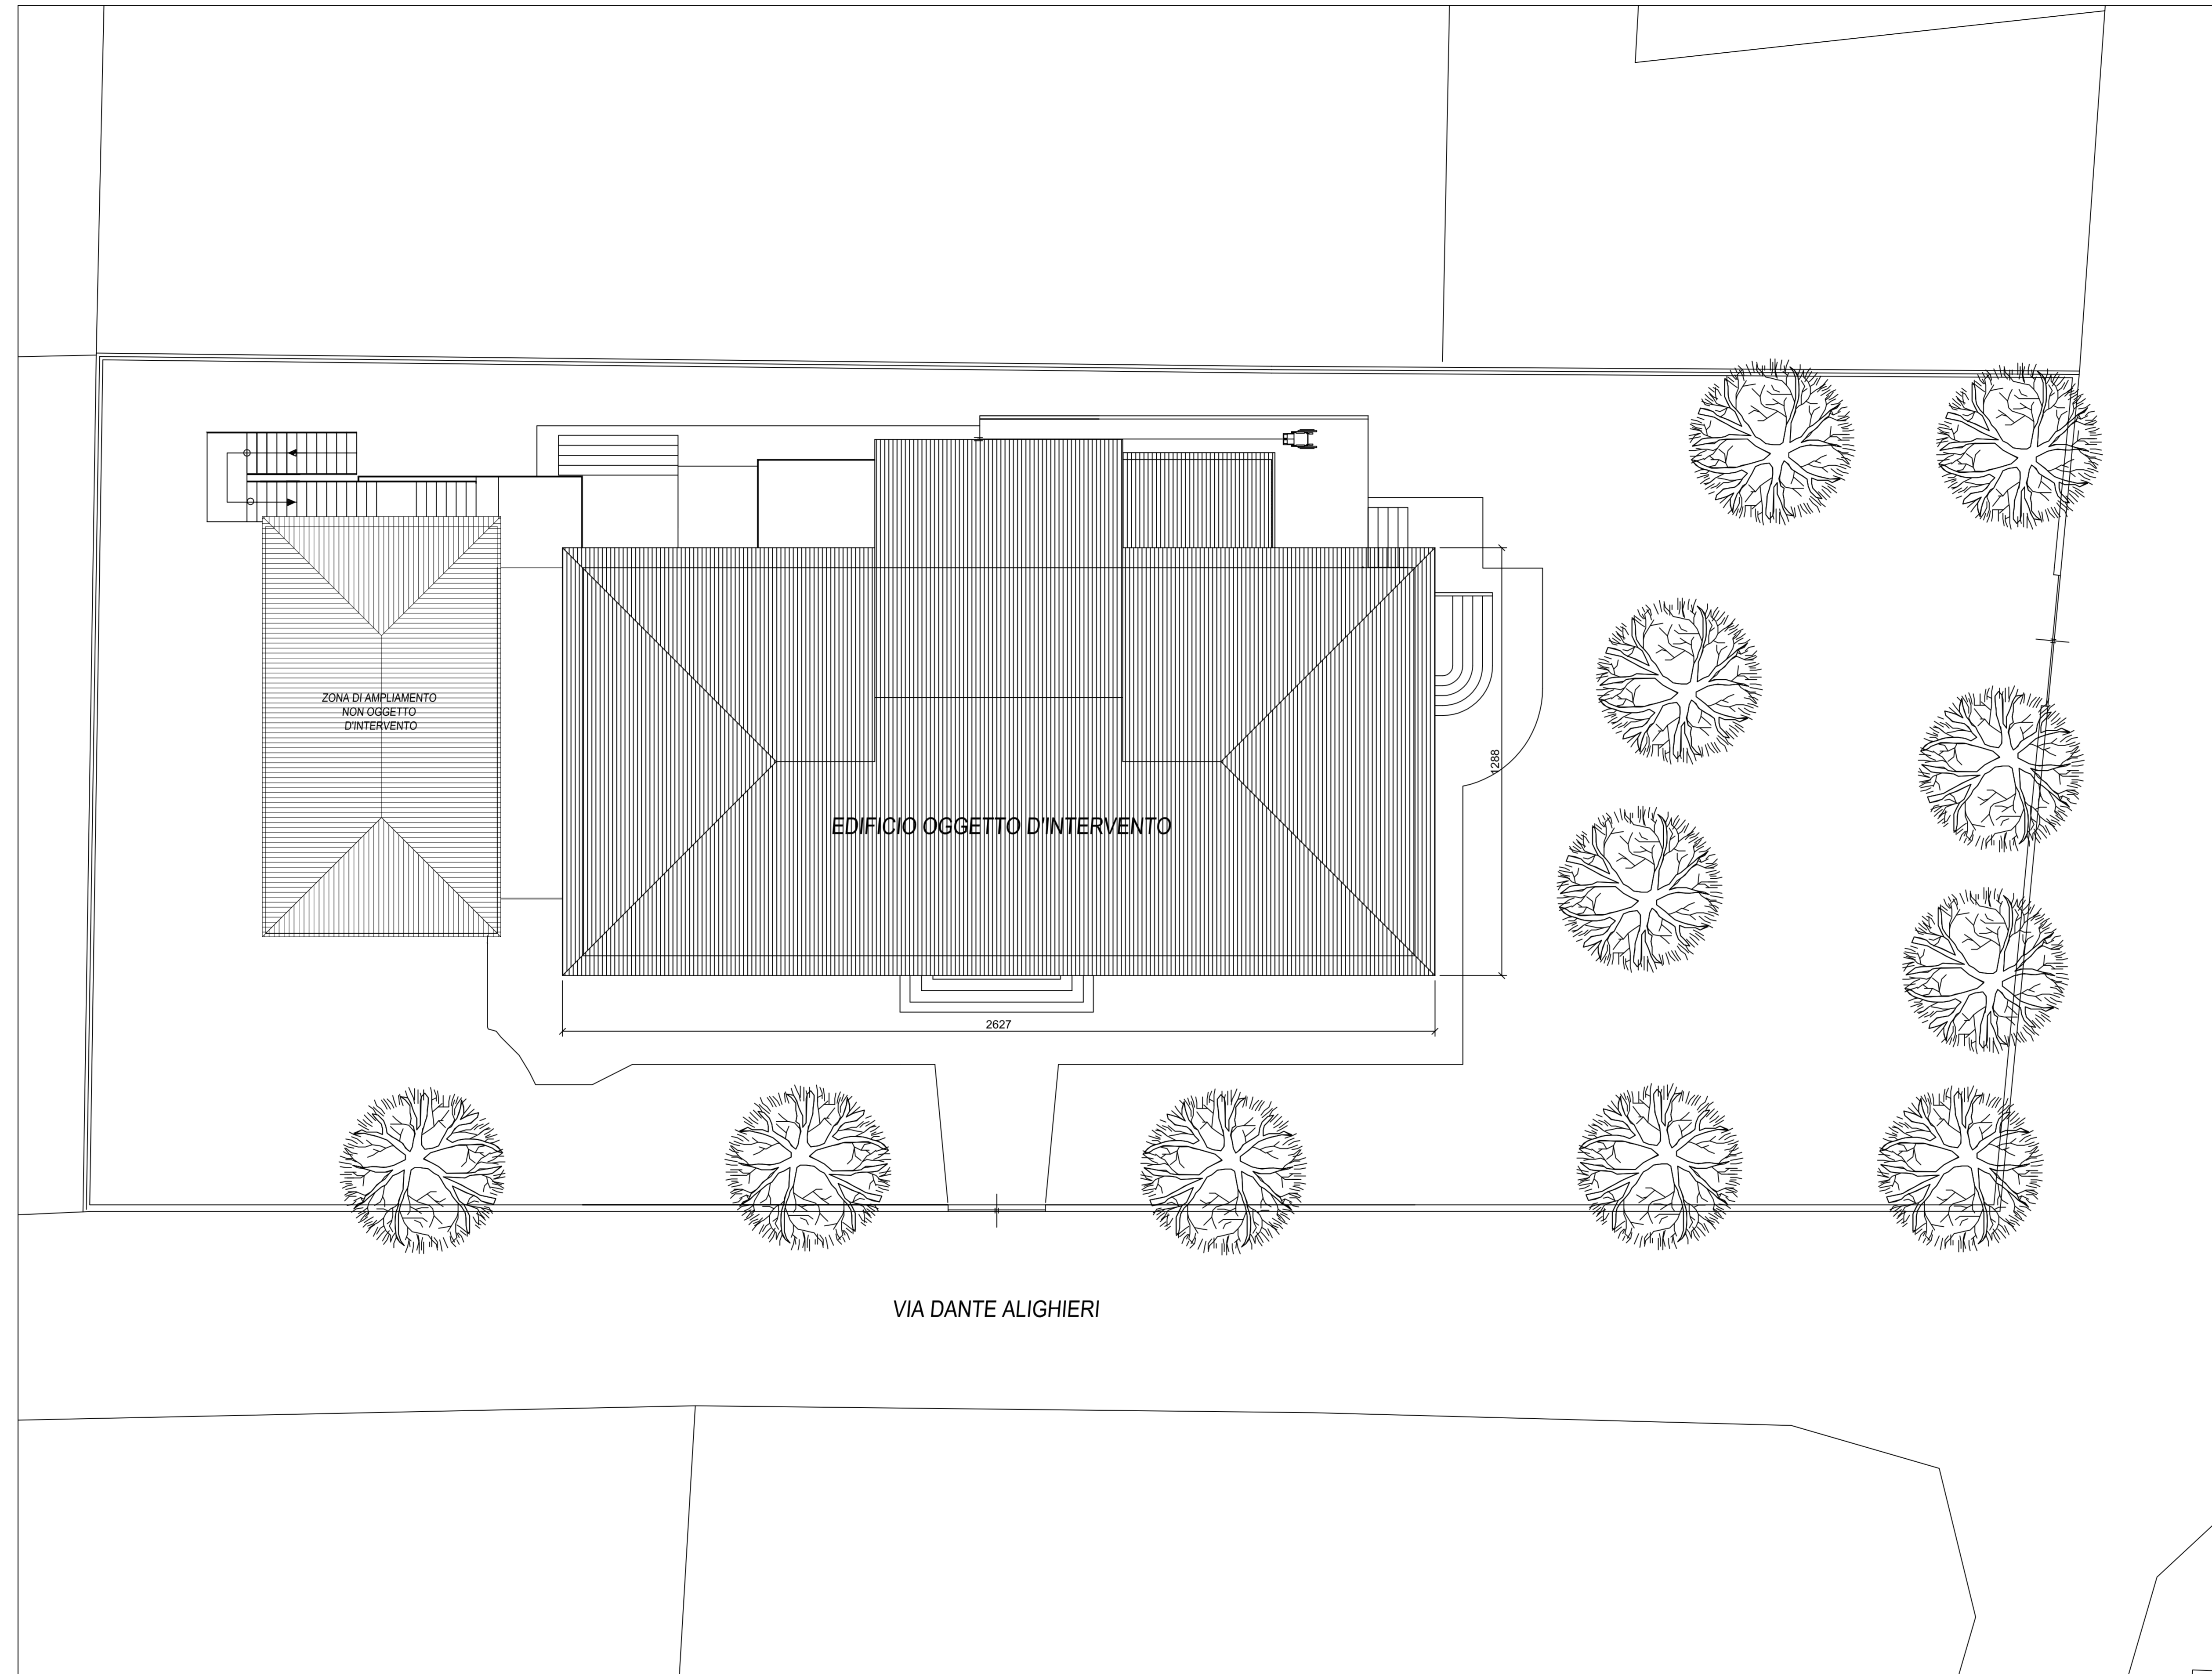 ZONA DI AMPLIAMENTO
NON OGGETTO
D'INTERVENTO
1288
EDIFICIO OGGETTO D'INTERVENTO
2627
VIA DANTE ALIGHIERI